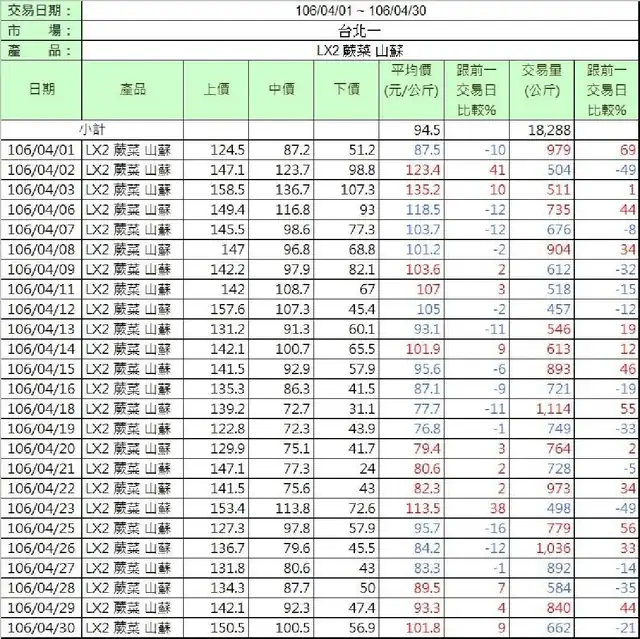 交易日期： 106/04/01 ~ 106/04/30
市　　場： 台北一
產　　品： LX2 蕨菜 山蘇
日期 產品 上價 中價 下價 平均價(元/公斤) 跟前一交易日比較% 交易量(公斤) 跟前一交易日比較%
小計 94.5 18,288
106/04/01 LX2 蕨菜 山蘇 124.5 87.2 51.2 87.5 -10 979 69
106/04/02 LX2 蕨菜 山蘇 147.1 123.7 98.8 123.4 41 504 -49
106/04/03 LX2 蕨菜 山蘇 158.5 136.7 107.3 135.2 10 511 1
106/04/06 LX2 蕨菜 山蘇 149.4 116.8 93 118.5 -12 735 44
106/04/07 LX2 蕨菜 山蘇 145.5 98.6 77.3 103.7 -12 676 -8
106/04/08 LX2 蕨菜 山蘇 147 96.8 68.8 101.2 -2 904 34
106/04/09 LX2 蕨菜 山蘇 142.2 97.9 82.1 103.6 2 612 -32
106/04/11 LX2 蕨菜 山蘇 142 108.7 67 107 3 518 -15
106/04/12 LX2 蕨菜 山蘇 157.6 107.3 45.4 105 -2 457 -12
106/04/13 LX2 蕨菜 山蘇 131.2 91.3 60.1 93.1 -11 546 19
106/04/14 LX2 蕨菜 山蘇 142.1 100.7 65.5 101.9 9 613 12
106/04/15 LX2 蕨菜 山蘇 141.5 92.9 57.9 95.6 -6 893 46
106/04/16 LX2 蕨菜 山蘇 135.3 86.3 41.5 87.1 -9 721 -19
106/04/18 LX2 蕨菜 山蘇 139.2 72.7 31.1 77.7 -11 1,114 55
106/04/19 LX2 蕨菜 山蘇 122.8 72.3 43.9 76.8 -1 749 -33
106/04/20 LX2 蕨菜 山蘇 129.9 75.1 41.7 79.4 3 764 2
106/04/21 LX2 蕨菜 山蘇 147.1 77.3 24 80.6 2 728 -5
106/04/22 LX2 蕨菜 山蘇 141.5 75.6 43 82.3 2 973 34
106/04/23 LX2 蕨菜 山蘇 153.4 113.8 72.6 113.5 38 498 -49
106/04/25 LX2 蕨菜 山蘇 127.3 97.8 57.9 95.7 -16 779 56
106/04/26 LX2 蕨菜 山蘇 136.7 79.6 45.5 84.2 -12 1,036 33
106/04/27 LX2 蕨菜 山蘇 131.8 80.6 43 83.3 -1 892 -14
106/04/28 LX2 蕨菜 山蘇 134.3 87.7 50 89.5 7 584 -35
106/04/29 LX2 蕨菜 山蘇 142.1 92.3 47.4 93.3 4 840 44
106/04/30 LX2 蕨菜 山蘇 150.5 100.5 56.9 101.8 9 662 -21